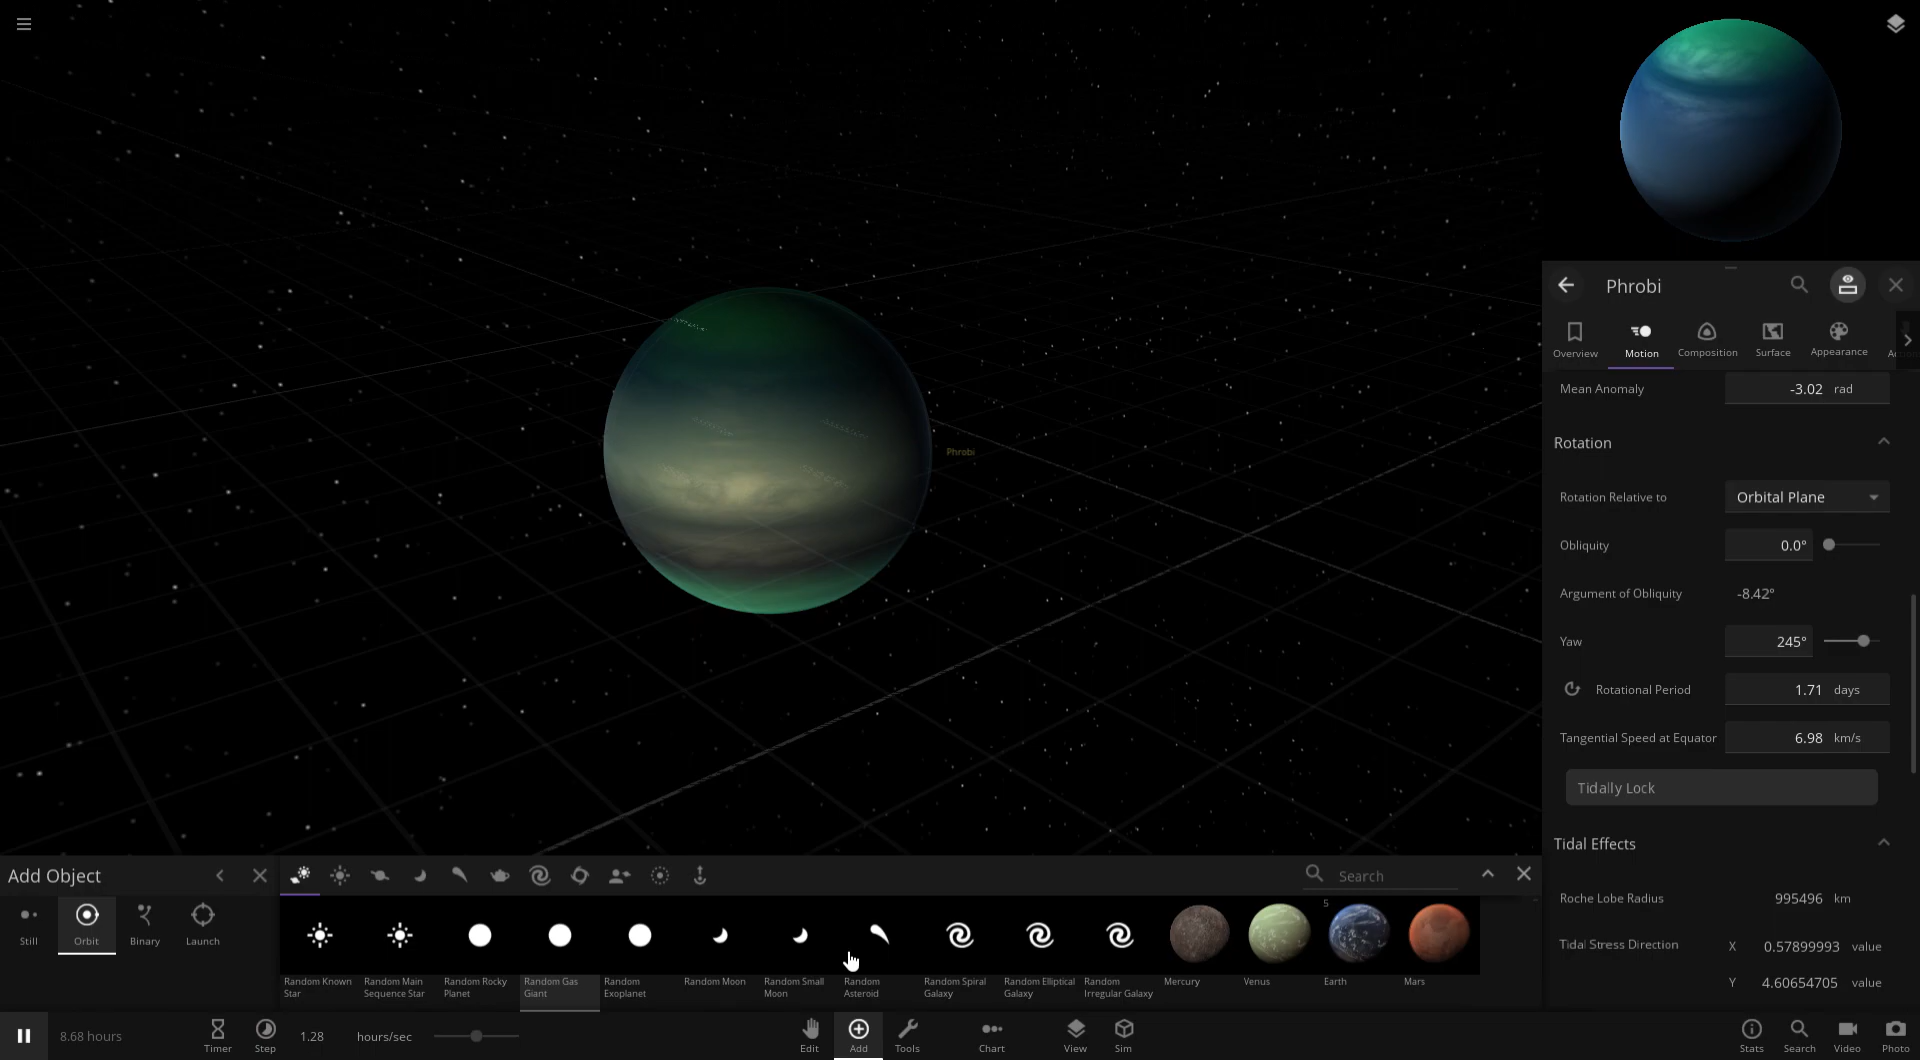 Phrobi
Phrobi
Overview
Motion
Composition
Surface
Appearance
Mean Anomaly
-3.02 rad
Rotation
Rotation Relative to
Orbital Plane
Obliquity
0.0°
Argument of Obliquity
-8.42°
Yaw
245°
Rotational Period
1.71 days
Tangential Speed at Equator
6.98 km/s
Tidally Lock
Tidal Effects
Roche Lobe Radius
995496 km
Tidal Stress Direction
X 0.57899993 value
Y 4.60654705 value
Add Object
Still
Orbit
Binary
Launch
Search
5
Random Known
Star
Random Main
Sequence Star
Random Rocky
Planet
Random Gas
Giant
Random
Exoplanet
Random Moon
Random Small
Moon
Random
Asteroid
Random Spiral
Galaxy
Random Elliptical
Galaxy
Random
Irregular Galaxy
Mercury
Venus
Earth
Mars
8.68 hours
Timer
Step
1.28 hours/sec
Edit
Add
Tools
Chart
View
Sim
Stats
Search
Video
Photo